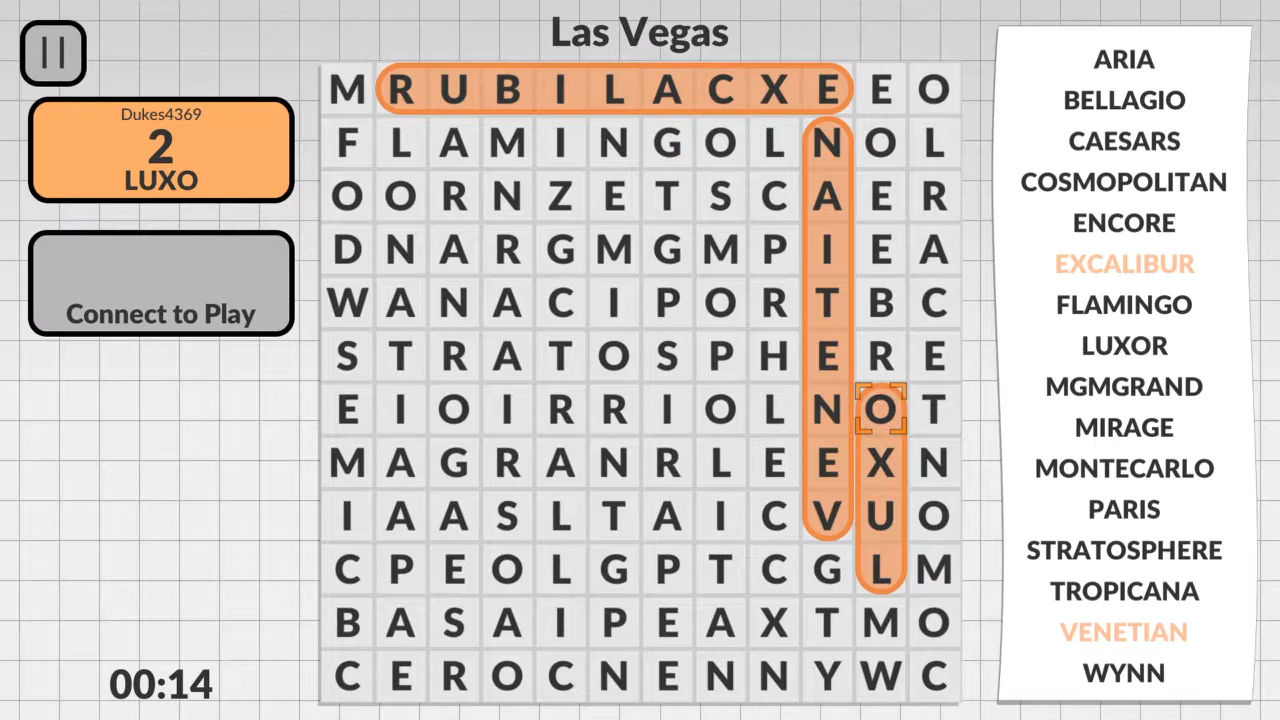 Las Vegas
Dukes4369
2
LUXO
Connect to Play
00:14
M R U B I L A C X E E O
F L A M I N G O L N O L
O O R N Z E T S C A E R
D N A R G M G M P I E A
W A N A C I P O R T B C
S T R A T O S P H E R E
E I O I R R I O L N O T
M A G R A N R L E E X N
I A A S L T A I C V U O
C P E O L G P T C G L M
B A S A I P E A X T M O
C E R O C N E N N Y W C
ARIA
BELLAGIO
CAESARS
COSMOPOLITAN
ENCORE
EXCALIBUR
FLAMINGO
LUXOR
MGMGRAND
MIRAGE
MONTECARLO
PARIS
STRATOSPHERE
TROPICANA
VENETIAN
WYNN